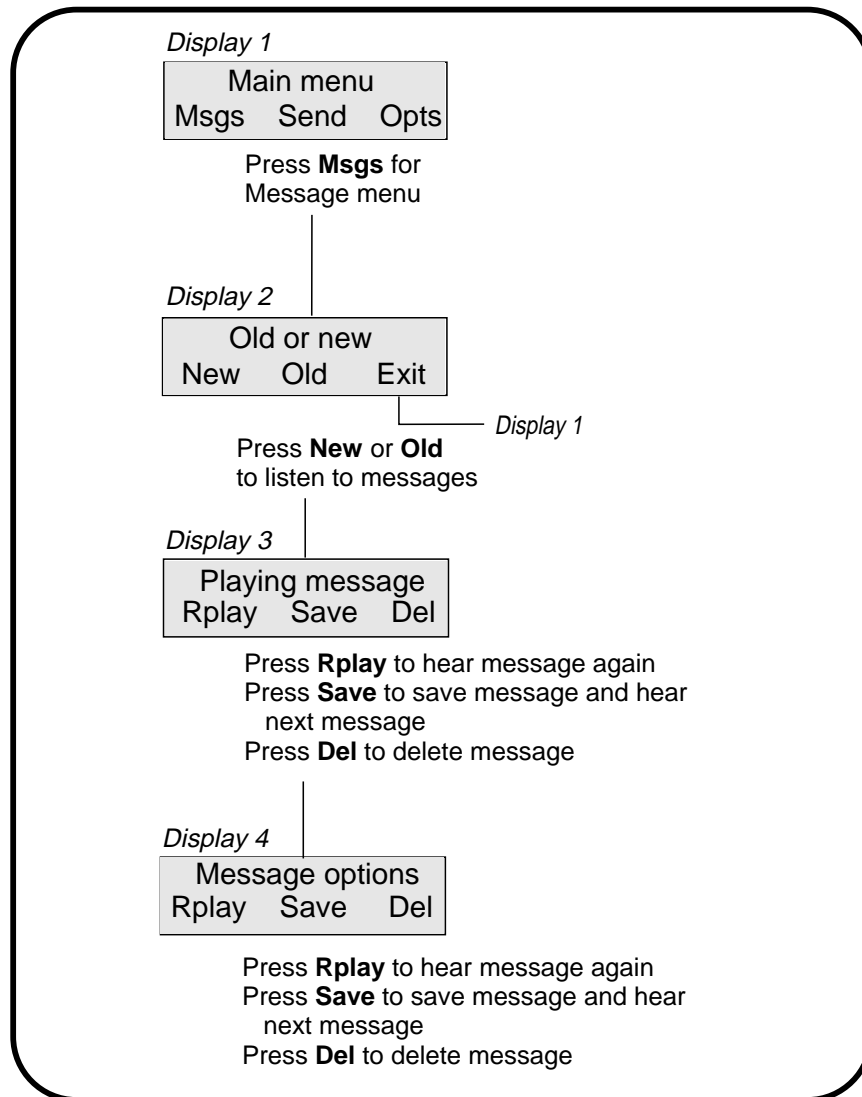 Display 1
Main menu
Msgs Send Opts
Press Msgs for
Message menu
Display 2
Old or new
New Old Exit
Display 1
Press New or Old
to listen to messages
Display 3
Playing message
Rplay Save Del
Press Rplay to hear message again
Press Save to save message and hear
next message
Press Del to delete message
Display 4
Message options
Rplay Save Del
Press Rplay to hear message again
Press Save to save message and hear
next message
Press Del to delete message